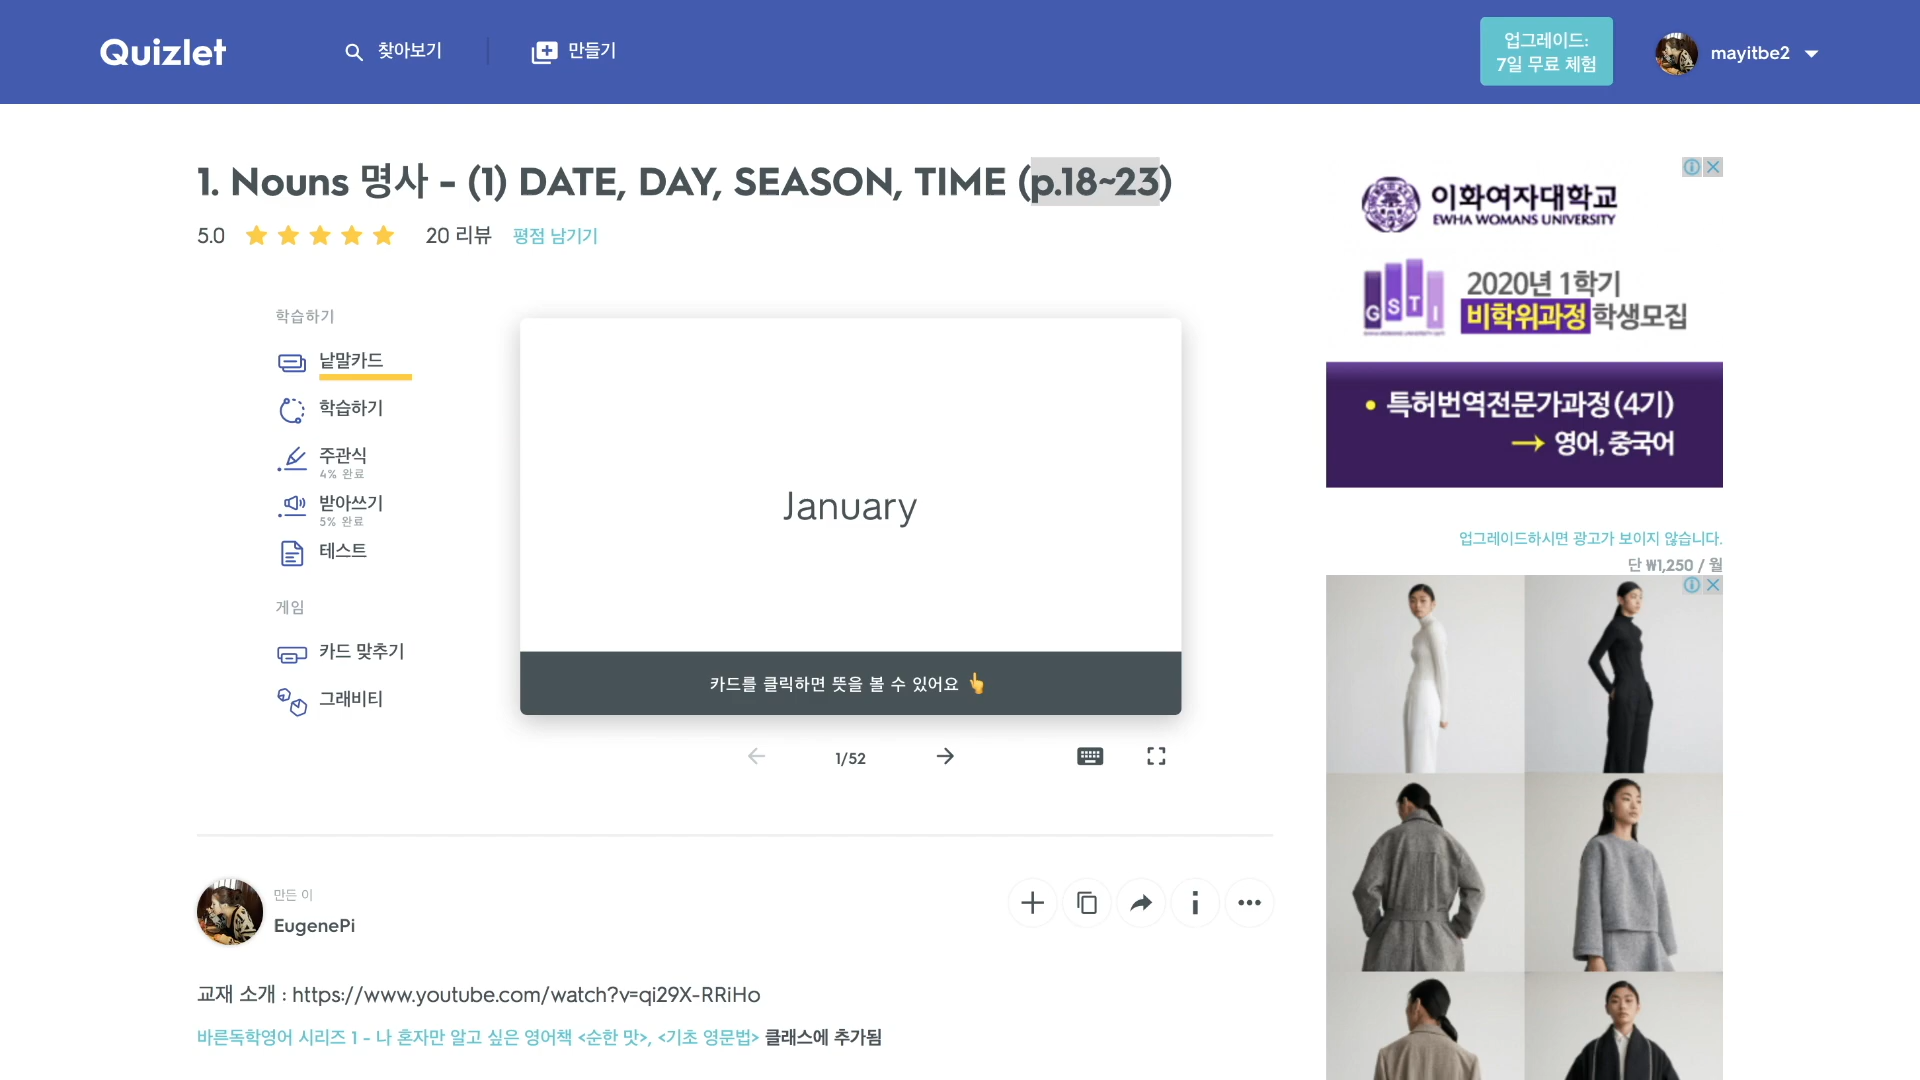 Quizlet
찾아보기
만들기
업그레이드:
7일 무료 체험
mayitbe2
1. Nouns 명사 - (1) DATE, DAY, SEASON, TIME (p.18~23)
5.0
20 리뷰
평점 남기기
학습하기
낱말카드
학습하기
주관식
4% 완료
받아쓰기
5% 완료
테스트
게임
카드 맞추기
그래비티
January
카드를 클릭하면 뜻을 볼 수 있어요 👆
1/52
만든 이
EugenePi
교재 소개 : https://www.youtube.com/watch?v=qi29X-RRiHo
바른독학영어 시리즈 1 - 나 혼자만 알고 싶은 영어책 <순한 맛>, <기초 영문법> 클래스에 추가됨
이화여자대학교
EWHA WOMANS UNIVERSITY
GSTI
2020년 1학기
비학위과정 학생모집
• 특허번역전문가과정(4기)
→ 영어, 중국어
업그레이드하시면 광고가 보이지 않습니다.
단 ₩1,250 / 월